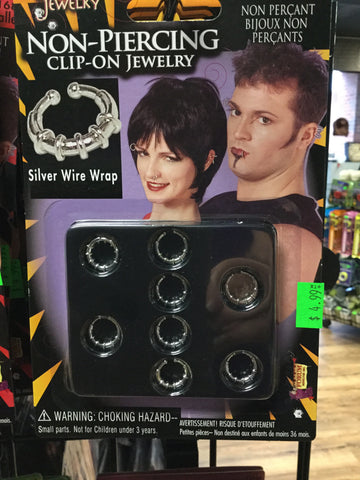 JEWELRY
NON-PIERCING
CLIP-ON JEWELRY
NON PERÇANT
BIJOUX NON
PERÇANTS
Silver Wire Wrap
$ 4.99
WARNING: CHOKING HAZARD--
Small parts. Not for Children under 3 years.
AVERTISSEMENT! RISQUE D'ETOUFFEMENT
Petites pièces-- Non destiné aux enfants de moins 36 mois.